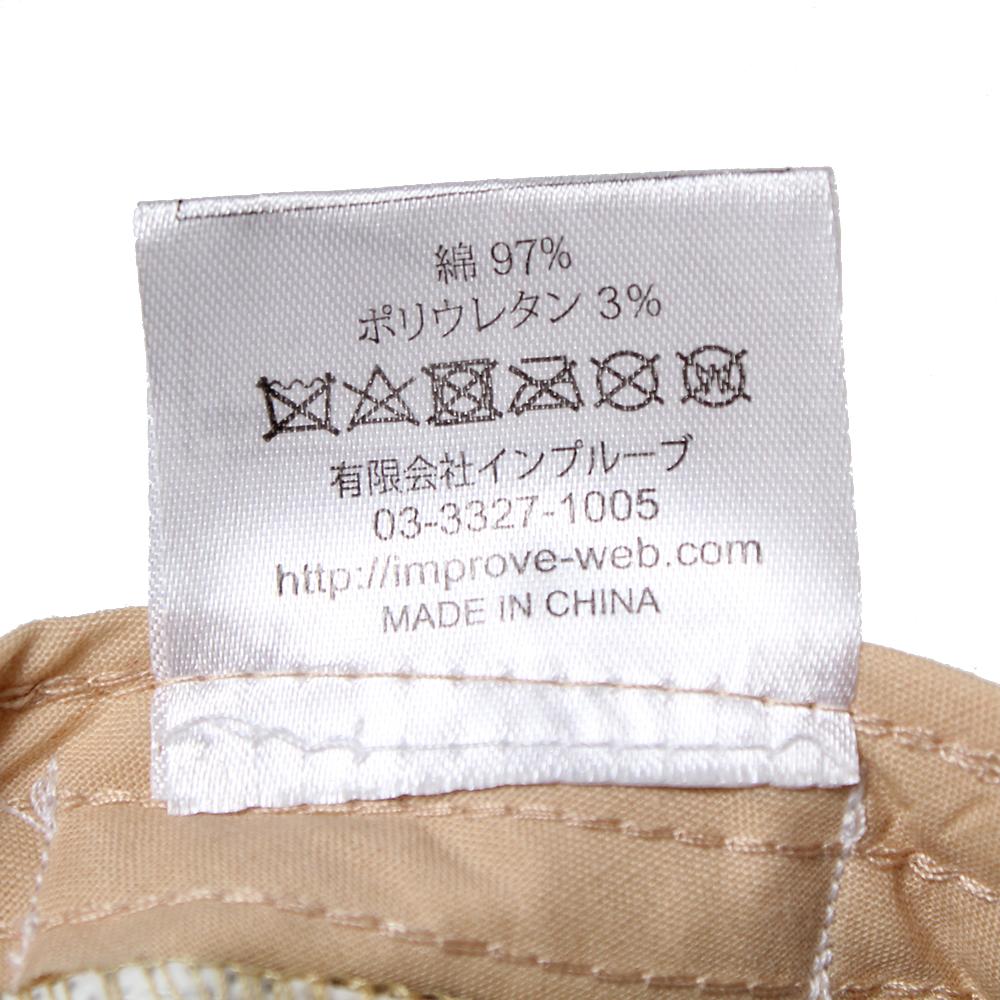 綿 97%
ポリウレタン 3%
有限会社インプルーブ
03-3327-1005
http://improve-web.com
MADE IN CHINA